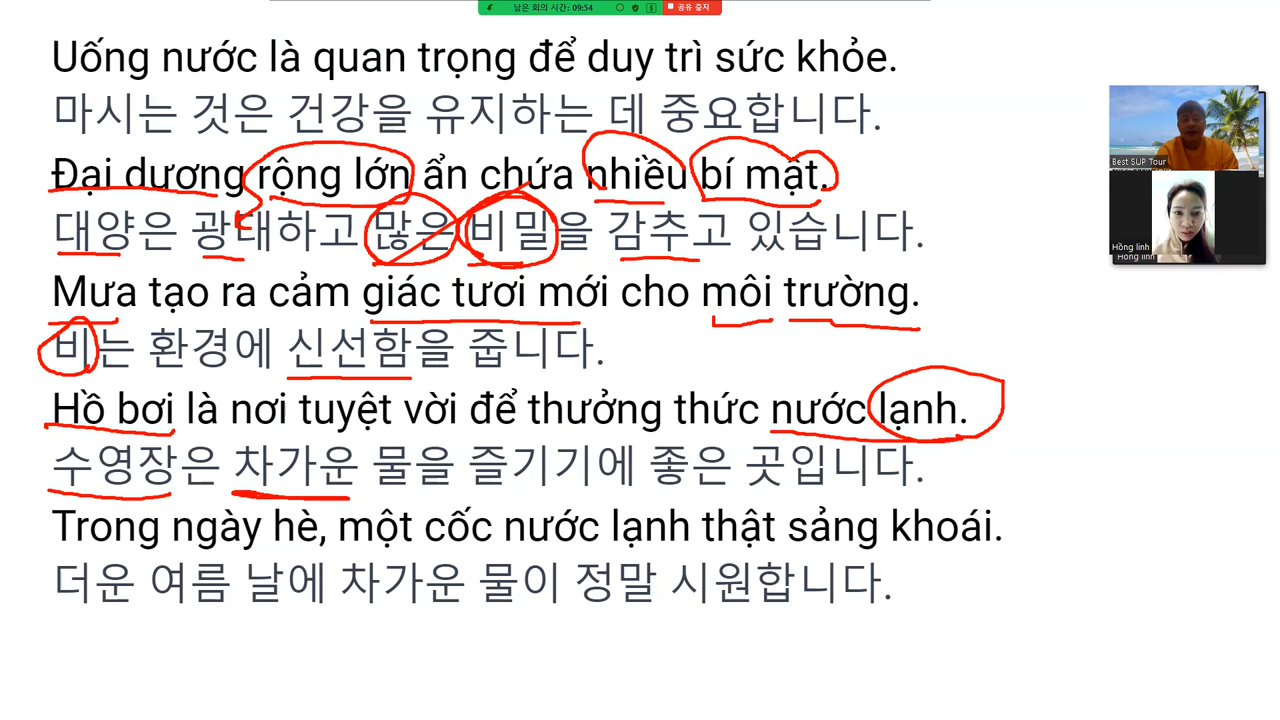 남은 회의 시간: 09:54
공유 중지
Uống nước là quan trọng để duy trì sức khỏe.
마시는 것은 건강을 유지하는 데 중요합니다.
Đại dương rộng lớn ẩn chứa nhiều bí mật.
대양은 광대하고 많은 비밀을 감추고 있습니다.
Mưa tạo ra cảm giác tươi mới cho môi trường.
비는 환경에 신선함을 줍니다.
Hồ bơi là nơi tuyệt vời để thưởng thức nước lạnh.
수영장은 차가운 물을 즐기기에 좋은 곳입니다.
Trong ngày hè, một cốc nước lạnh thật sảng khoái.
더운 여름 날에 차가운 물이 정말 시원합니다.
Best SUP Tour
Hồng linh
Hồng linh